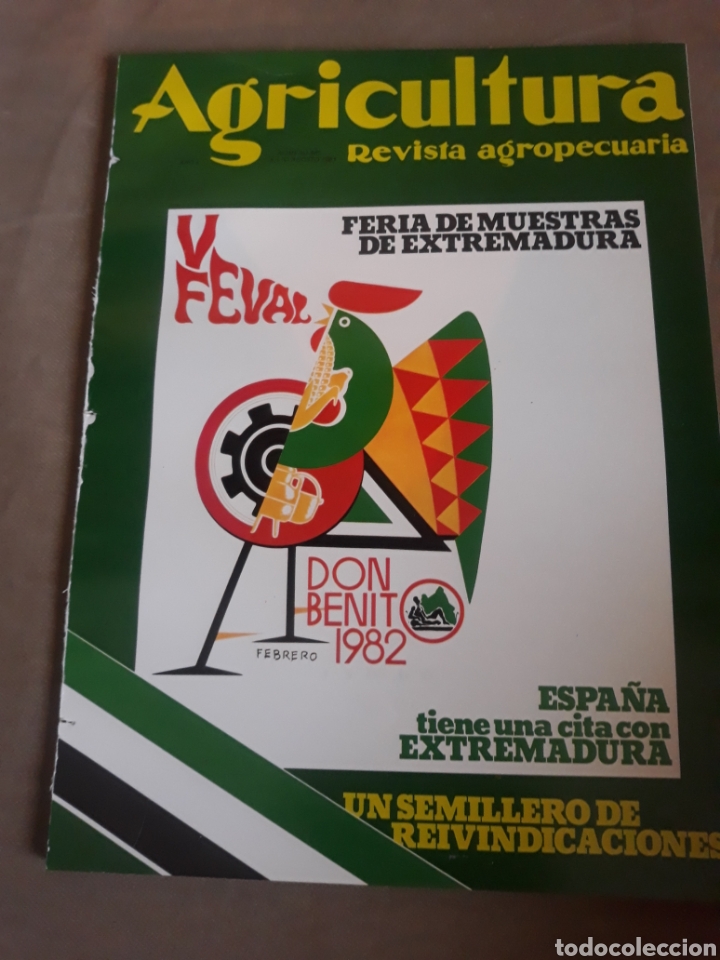 Agricultura
Revista agropecuaria
V
FEVAL
FERIA DE MUESTRAS
DE EXTREMADURA
DON
BENITO
1982
FEBRERO
ESPAÑA
tiene una cita con
EXTREMADURA
UN SEMILLERO DE
REIVINDICACIONES
todocoleccion